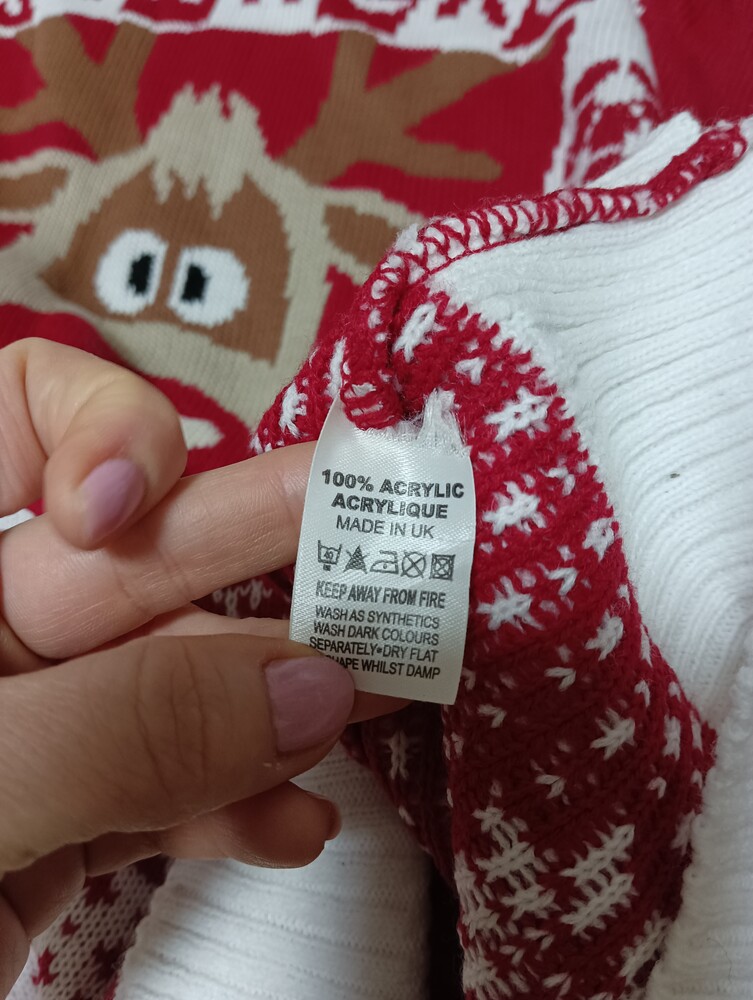 100% ACRYLIC
ACRYLIQUE
MADE IN UK
40
KEEP AWAY FROM FIRE
WASH AS SYNTHETICS
WASH DARK COLOURS
SEPARATELY•DRY FLAT
WHILST DAMP